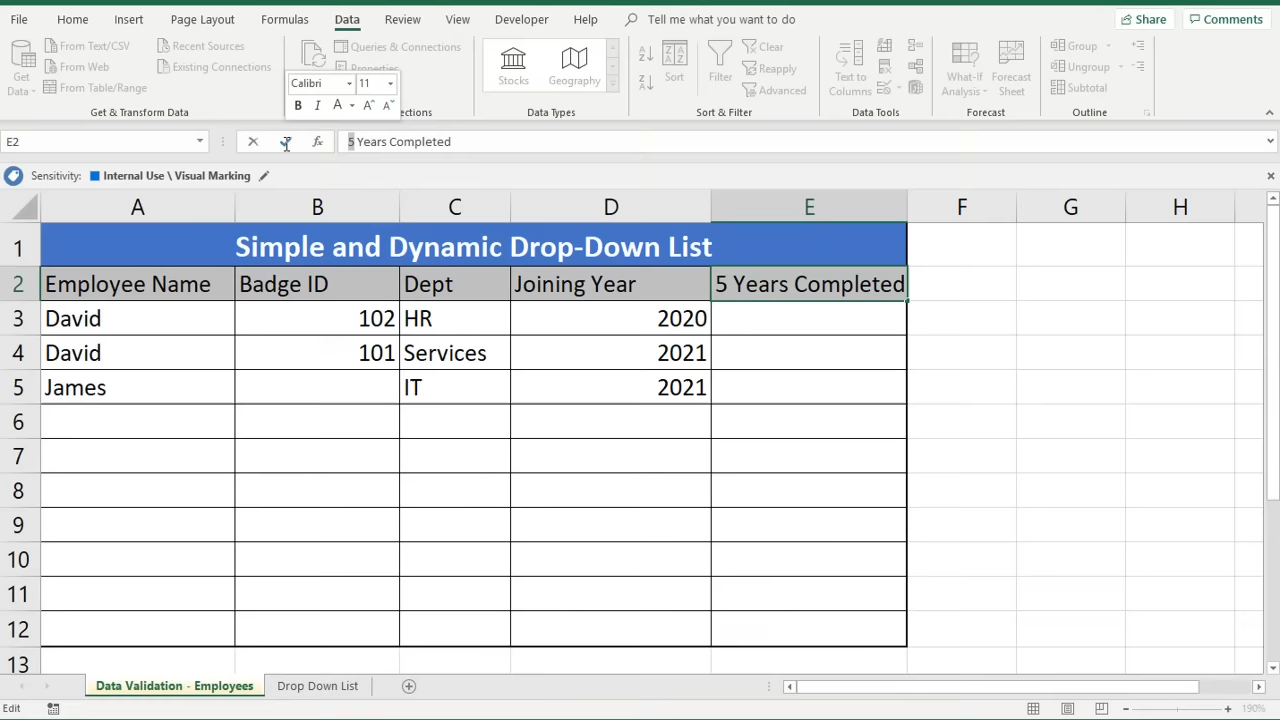 File Home Insert Page Layout Formulas Data Review View Developer Help Tell me what you want to do Share Comments
Get Data
From Text/CSV
From Web
From Table/Range
Recent Sources
Existing Connections
Get & Transform Data
Queries & Connections
Properties
Calibri 11
B I A A A
Stocks Geography
Data Types
Sort
Filter
Clear
Reapply
Advanced
Sort & Filter
Text to Columns
Data Tools
What-If Analysis
Forecast Sheet
Forecast
Group
Ungroup
Subtotal
Outline
E2 fx 5 Years Completed
Sensitivity: Internal Use \ Visual Marking
A B C D E F G H
1 Simple and Dynamic Drop-Down List
2 Employee Name Badge ID Dept Joining Year 5 Years Completed
3 David 102 HR 2020
4 David 101 Services 2021
5 James IT 2021
6
7
8
9
10
11
12
13
Data Validation - Employees Drop Down List
Edit 190%